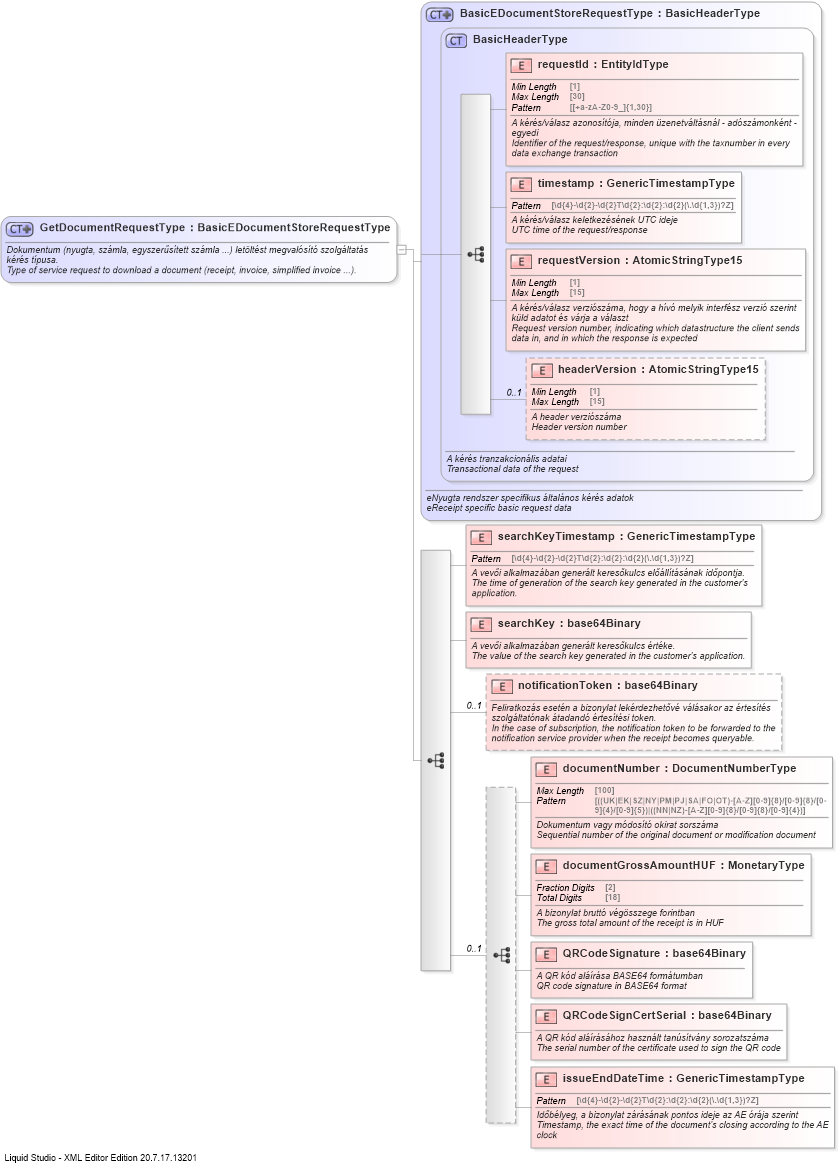 CT+ BasicEDocumentStoreRequestType : BasicHeaderType
CT BasicHeaderType
E requestId : EntityIdType
Min Length [1]
Max Length [30]
Pattern [[+a-zA-Z0-9_]{1,30}]
A kérés/válasz azonosítója, minden üzenetváltásnál - adószámonként -
egyedi
Identifier of the request/response, unique with the taxnumber in every
data exchange transaction
E timestamp : GenericTimestampType
Pattern [\d{4}-\d{2}-\d{2}T\d{2}:\d{2}:\d{2}(\.\d{1,3})?Z]
A kérés/válasz keletkezésének UTC ideje
UTC time of the request/response
CT+ GetDocumentRequestType : BasicEDocumentStoreRequestType
Dokumentum (nyugta, számla, egyszerűsített számla ...) letöltést megvalósító szolgáltatás
kérés típusa.
Type of service request to download a document (receipt, invoice, simplified invoice ...).
E requestVersion : AtomicStringType15
Min Length [1]
Max Length [15]
A kérés/válasz verziószáma, hogy a hívó melyik interfész verzió szerint
küld adatot és várja a választ
Request version number, indicating which datastructure the client sends
data in, and in which the response is expected
0..1
E headerVersion : AtomicStringType15
Min Length [1]
Max Length [15]
A header verziószáma
Header version number
A kérés tranzakcionális adatai
Transactional data of the request
eNyugta rendszer specifikus általános kérés adatok
eReceipt specific basic request data
E searchKeyTimestamp : GenericTimestampType
Pattern [\d{4}-\d{2}-\d{2}T\d{2}:\d{2}:\d{2}(\.\d{1,3})?Z]
A vevői alkalmazában generált keresőkulcs előállításának időpontja.
The time of generation of the search key generated in the customer's
application.
E searchKey : base64Binary
A vevői alkalmazában generált keresőkulcs értéke.
The value of the search key generated in the customer's application.
0..1
E notificationToken : base64Binary
Feliratkozás esetén a bizonylat lekérdezhetővé válásakor az értesítés
szolgáltatónak átadandó értesítési token.
In the case of subscription, the notification token to be forwarded to the
notification service provider when the receipt becomes queryable.
E documentNumber : DocumentNumberType
Max Length [100]
Pattern [((UK|EK|SZ|NY|PM|PJ|SA|FO|OT)-[A-Z][0-9]{8}/[0-9]{8}/[0-
9]{4}/[0-9]{5})|((NN|NZ)-[A-Z][0-9]{8}/[0-9]{8}/[0-9]{4})]
Dokumentum vagy módosító okirat sorszáma
Sequential number of the original document or modification document
E documentGrossAmountHUF : MonetaryType
Fraction Digits [2]
Total Digits [18]
A bizonylat bruttó végösszege forintban
The gross total amount of the receipt is in HUF
0..1
E QRCodeSignature : base64Binary
A QR kód aláírása BASE64 formátumban
QR code signature in BASE64 format
E QRCodeSignCertSerial : base64Binary
A QR kód aláírásához használt tanúsítvány sorozatszáma
The serial number of the certificate used to sign the QR code
E issueEndDateTime : GenericTimestampType
Pattern [\d{4}-\d{2}-\d{2}T\d{2}:\d{2}:\d{2}(\.\d{1,3})?Z]
Időbélyeg, a bizonylat zárásának pontos ideje az AE órája szerint
Timestamp, the exact time of the document's closing according to the AE
clock
Liquid Studio - XML Editor Edition 20.7.17.13201